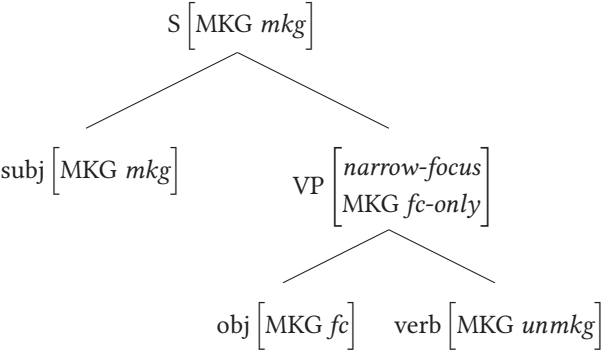 S [MKG mkg]
subj [MKG mkg]
VP [narrow-focus
MKG fc-only]
obj [MKG fc] verb [MKG unmkg]